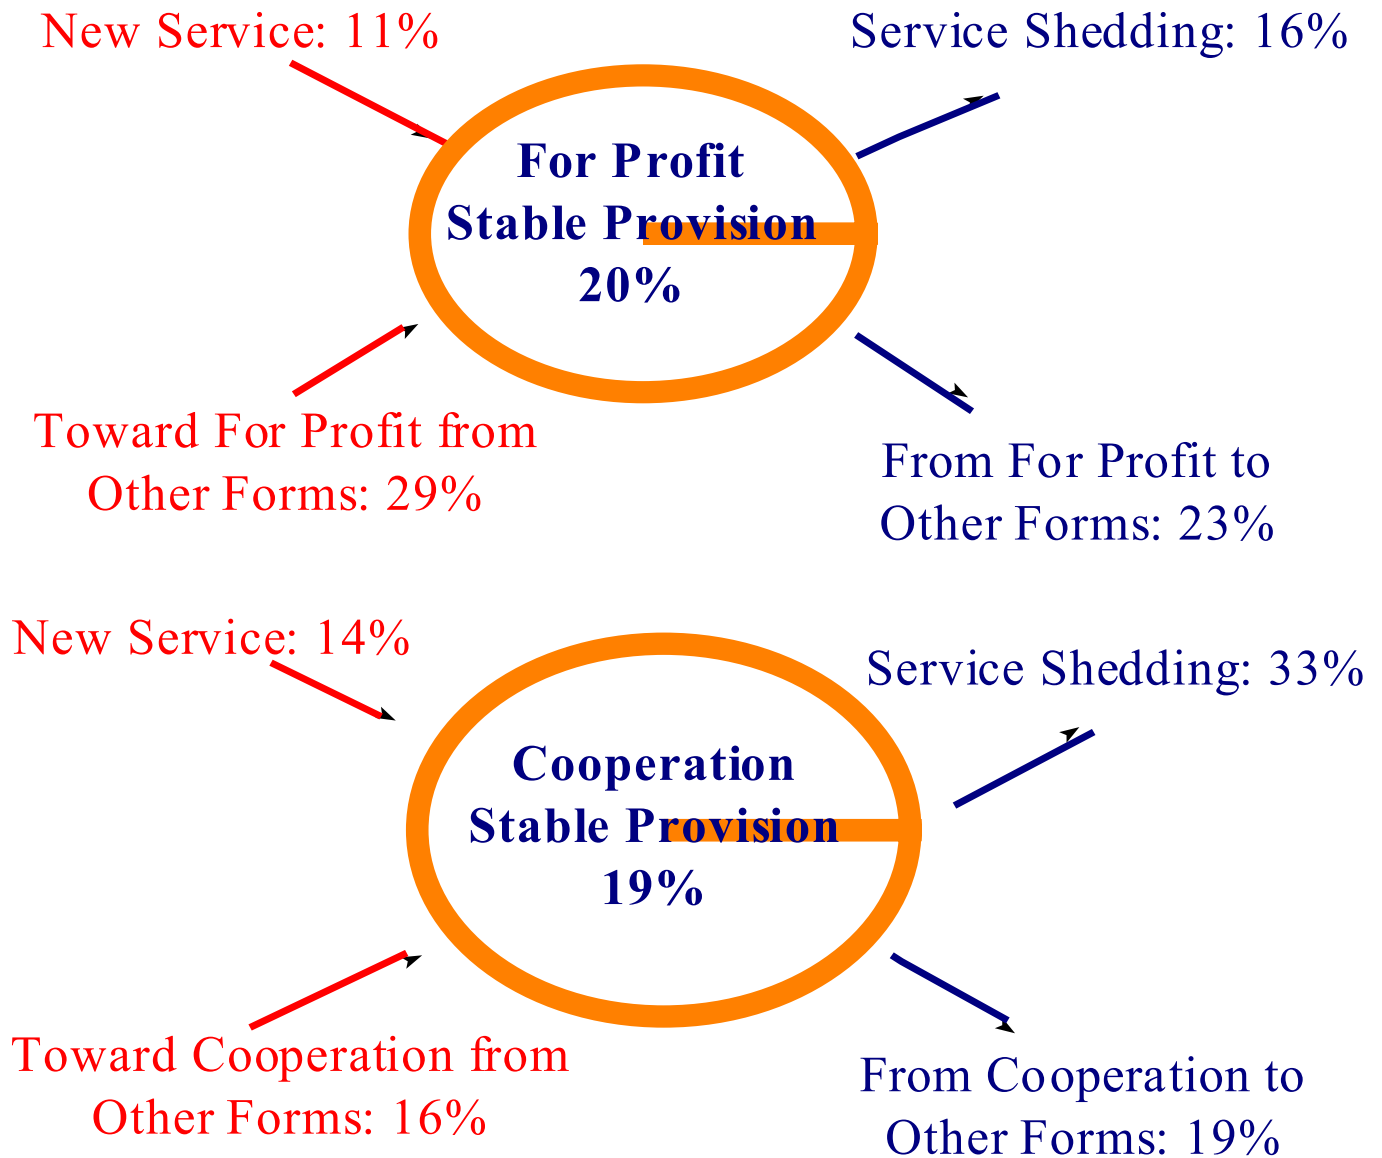 New Service: 11%
Service Shedding: 16%
For Profit
Stable Provision
20%
Toward For Profit from
Other Forms: 29%
From For Profit to
Other Forms: 23%
New Service: 14%
Service Shedding: 33%
Cooperation
Stable Provision
19%
Toward Cooperation from
Other Forms: 16%
From Cooperation to
Other Forms: 19%